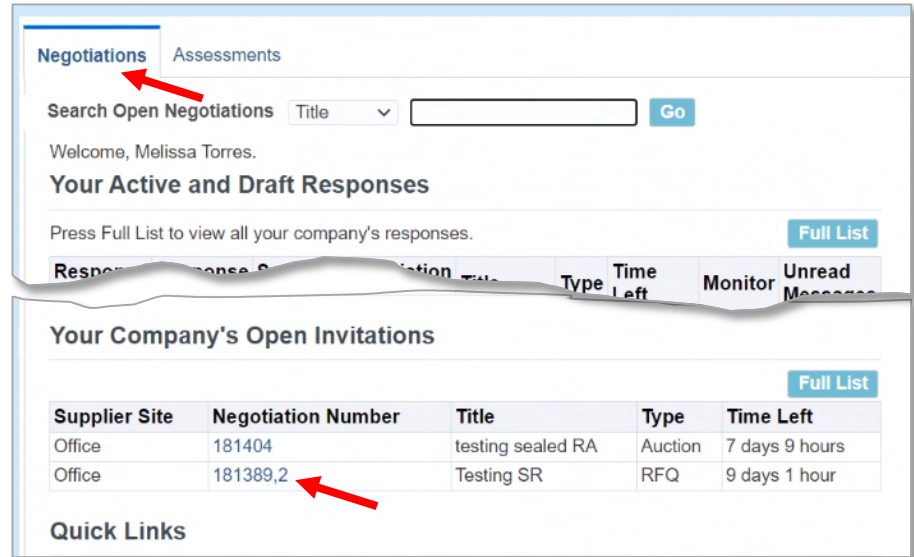 Negotiations Assessments
Search Open Negotiations Title Go
Welcome, Melissa Torres.
Your Active and Draft Responses
Press Full List to view all your company's responses. Full List
Type Time Left Monitor Unread
Your Company's Open Invitations
Full List
Supplier Site Negotiation Number Title Type Time Left
Office 181404 testing sealed RA Auction 7 days 9 hours
Office 181389,2 Testing SR RFQ 9 days 1 hour
Quick Links